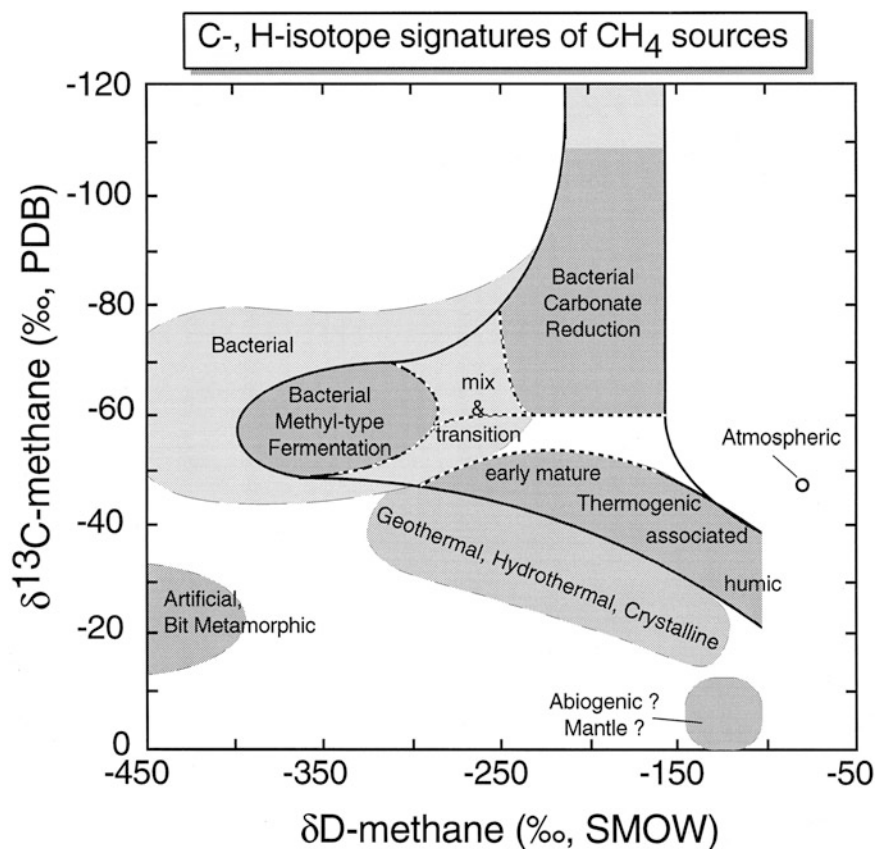 C-, H-isotope signatures of CH₄ sources
δ¹³C-methane (‰, PDB)
-120
-100
-80
-60
-40
-20
0
Bacterial
Carbonate
Reduction
Bacterial
Bacterial
Methyl-type
Fermentation
mix
&
transition
Atmospheric
early mature
Thermogenic
associated
humic
Geothermal, Hydrothermal, Crystalline
Artificial,
Bit Metamorphic
Abiogenic ?
Mantle ?
-450
-350
-250
-150
-50
δD-methane (‰, SMOW)